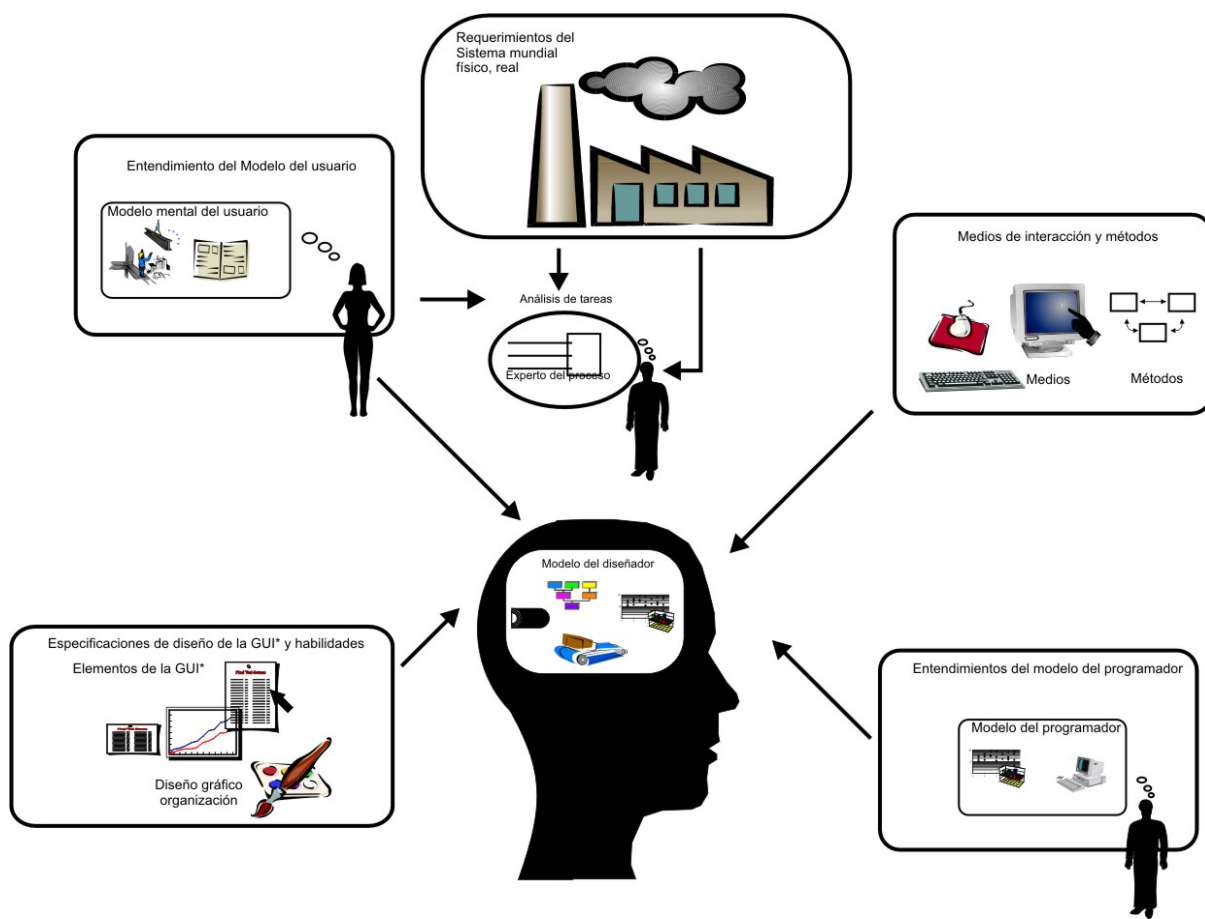 Requerimientos del
Sistema mundial
físico, real
Entendimiento del Modelo del usuario
Modelo mental del usuario
Medios de interacción y métodos
Medios
Métodos
Análisis de tareas
Experto del proceso
Modelo del diseñador
Especificaciones de diseño de la GUI* y habilidades
Elementos de la GUI*
Diseño gráfico
organización
Entendimientos del modelo del programador
Modelo del programador